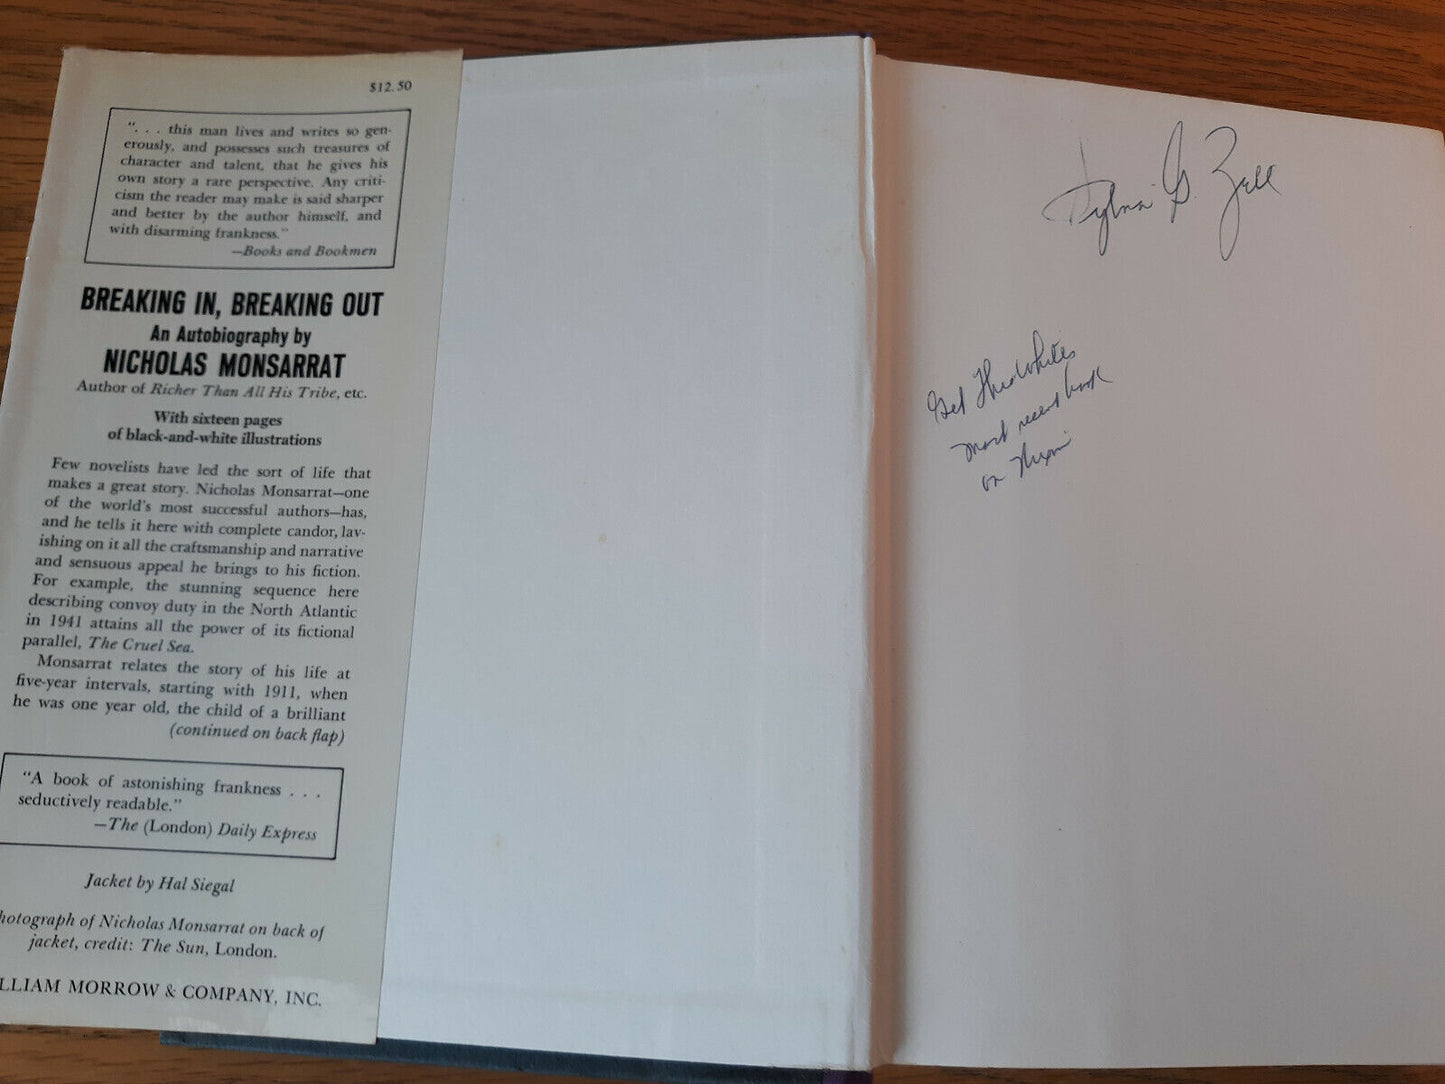 $12.50
". . . this man lives and writes so gen-
erously, and possesses such treasures of
character and talent, that he gives his
own story a rare perspective. Any criti-
cism the reader may make is said sharper
and better by the author himself, and
with disarming frankness."
—Books and Bookmen
BREAKING IN, BREAKING OUT
An Autobiography by
NICHOLAS MONSARRAT
Author of Richer Than All His Tribe, etc.
With sixteen pages
of black-and-white illustrations
Few novelists have led the sort of life that
makes a great story. Nicholas Monsarrat—one
of the world's most successful authors—has,
and he tells it here with complete candor, lav-
ishing on it all the craftsmanship and narrative
and sensuous appeal he brings to his fiction.
For example, the stunning sequence here
describing convoy duty in the North Atlantic
in 1941 attains all the power of its fictional
parallel, The Cruel Sea.
Monsarrat relates the story of his life at
five-year intervals, starting with 1911, when
he was one year old, the child of a brilliant
(continued on back flap)
"A book of astonishing frankness . . .
seductively readable."
—The (London) Daily Express
Jacket by Hal Siegal
hotograph of Nicholas Monsarrat on back of
jacket, credit: The Sun, London.
LLIAM MORROW & COMPANY, INC.
Sylvia G. Zell
Get Theo Whites
most recent book
on Nixon